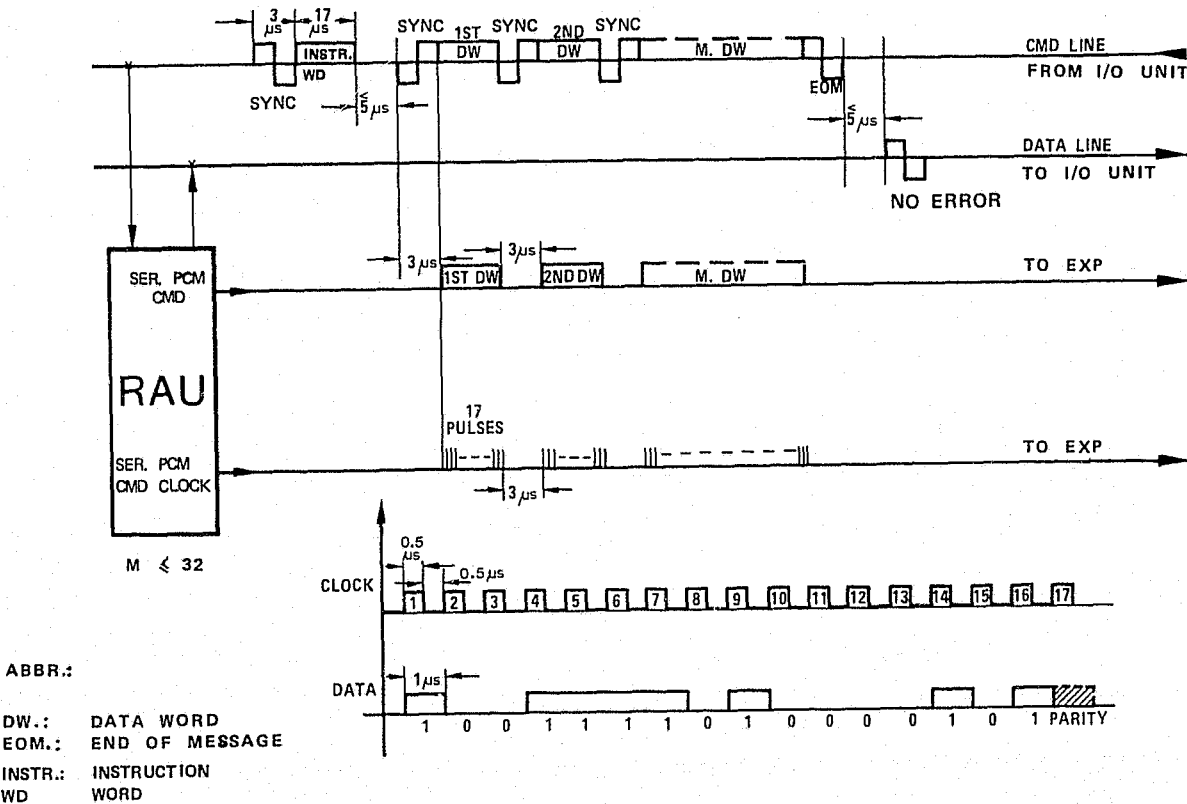 3 μs
17 μs
SYNC
1ST DW
SYNC
2ND DW
SYNC
M. DW
INSTR. WD
SYNC
≤ 5 μs
EOM
≤ 5 μs
CMD LINE
FROM I/O UNIT
DATA LINE
TO I/O UNIT
NO ERROR
SER. PCM
CMD
3 μs
3 μs
1ST DW
2ND DW
M. DW
TO EXP
RAU
17
PULSES
SER. PCM
CMD CLOCK
3 μs
TO EXP
M ≤ 32
0.5 μs
0.5 μs
CLOCK
1 2 3 4 5 6 7 8 9 10 11 12 13 14 15 16 17
1 μs
DATA
1 0 0 1 1 1 1 0 1 0 0 0 0 1 0 1 PARITY
ABBR.:
DW.: DATA WORD
EOM.: END OF MESSAGE
INSTR.: INSTRUCTION
WD WORD